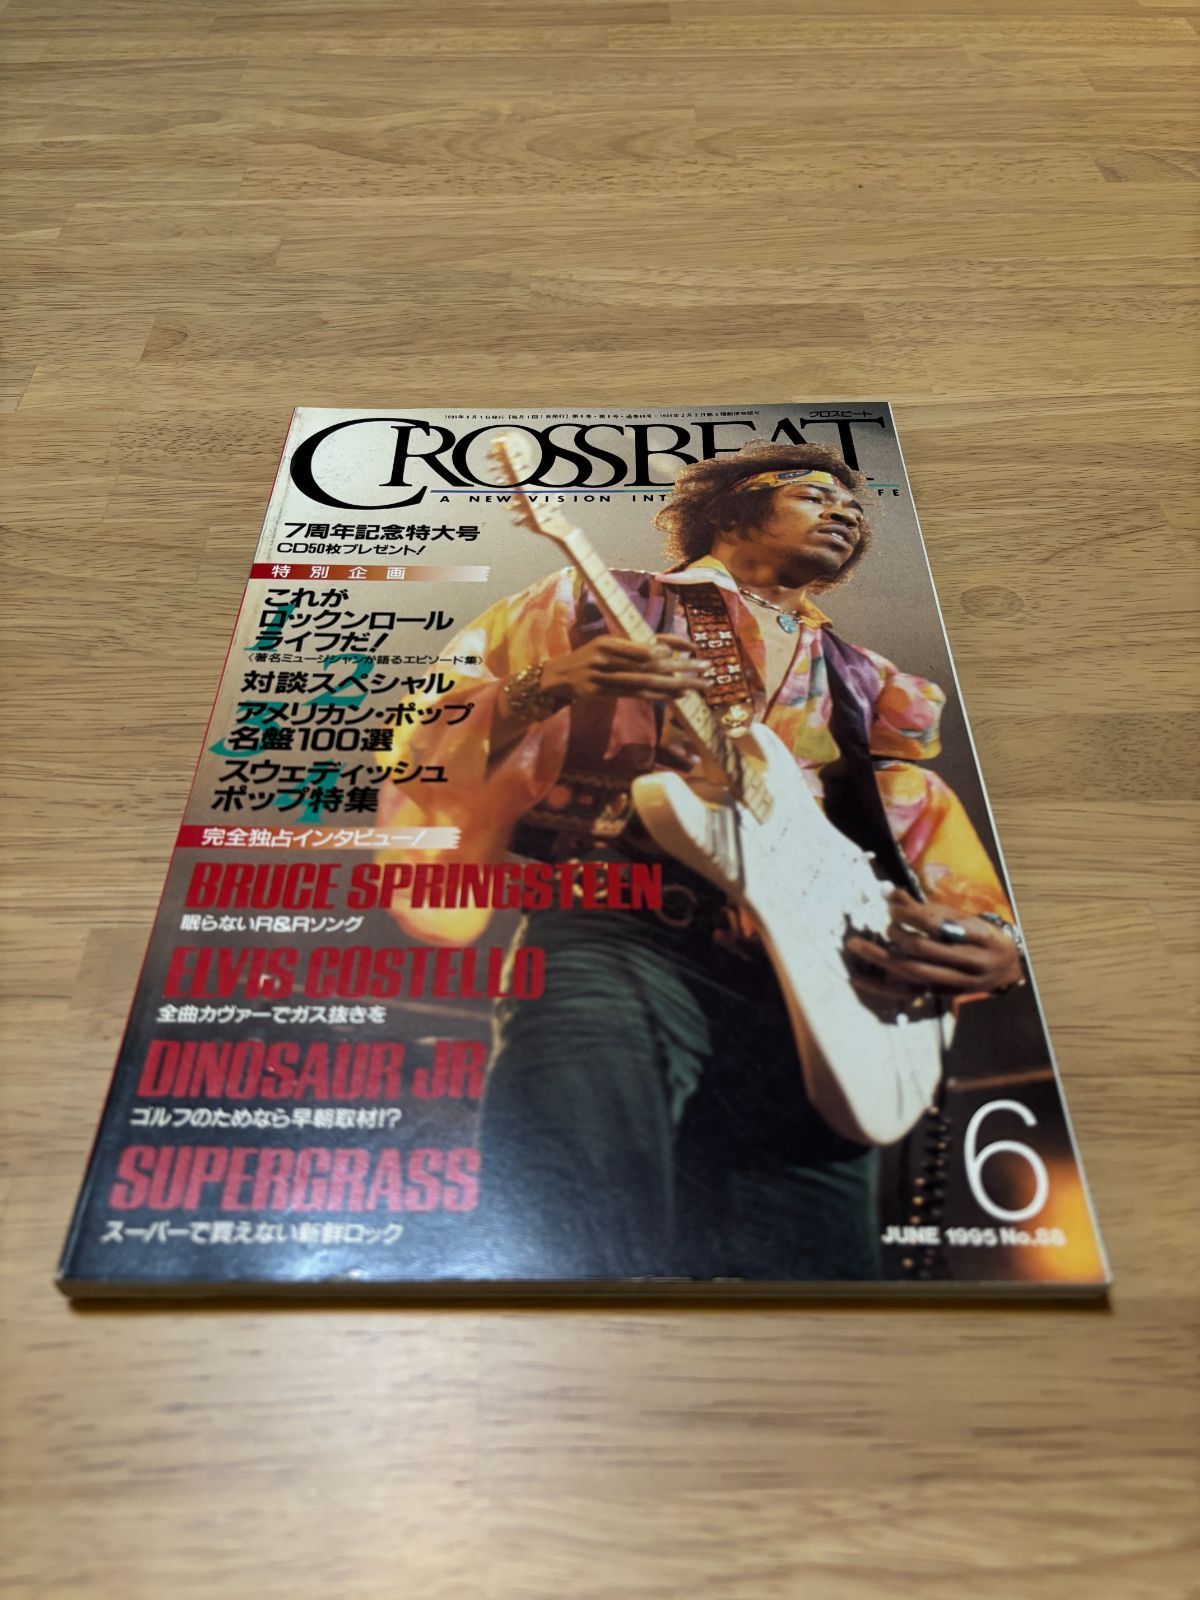 クロスビート
CROSSBEAT
A NEW VISION INT
FE
7周年記念特大号
CD50枚プレゼント!
特別企画
1
これが
ロックンロール
ライフだ!
〈著名ミュージシャンが語るエピソード集〉
2
対談スペシャル
3
アメリカン・ポップ
名盤100選
4
スウェディッシュ
ポップ特集
完全独占インタビュー!
BRUCE SPRINGSTEEN
眠らないR&Rソング
ELVIS COSTELLO
全曲カヴァーでガス抜きを
DINOSAUR JR
ゴルフのためなら早朝取材!?
SUPERGRASS
スーパーで買えない新鮮ロック
6
JUNE 1995 No.88